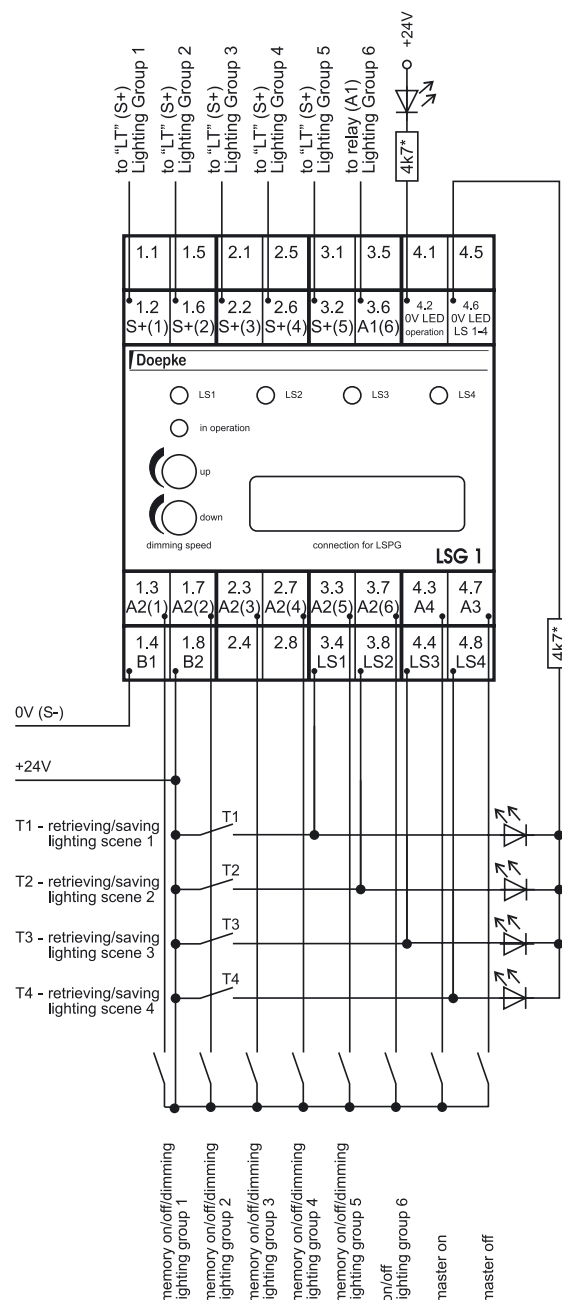 to “LT” (S+)
Lighting Group 1
to “LT” (S+)
Lighting Group 2
to “LT” (S+)
Lighting Group 3
to “LT” (S+)
Lighting Group 4
to “LT” (S+)
Lighting Group 5
to relay (A1)
Lighting Group 6
+24V
4k7*
1.1 1.5 2.1 2.5 3.1 3.5 4.1 4.5
1.2 1.6 2.2 2.6 3.2 3.6 4.2 4.6
S+(1) S+(2) S+(3) S+(4) S+(5) A1(6) 0V LED 0V LED
operation LS 1-4
Doepke
LS1 LS2 LS3 LS4
in operation
up
down
dimming speed
connection for LSPG
LSG 1
1.3 1.7 2.3 2.7 3.3 3.7 4.3 4.7
A2(1) A2(2) A2(3) A2(4) A2(5) A2(6) A4 A3
1.4 1.8 2.4 2.8 3.4 3.8 4.4 4.8
B1 B2 LS1 LS2 LS3 LS4
4k7*
0V (S-)
+24V
T1 - retrieving/saving
lighting scene 1
T1
T2 - retrieving/saving
lighting scene 2
T2
T3 - retrieving/saving
lighting scene 3
T3
T4 - retrieving/saving
lighting scene 4
T4
memory on/off/dimming
lighting group 1
memory on/off/dimming
lighting group 2
memory on/off/dimming
lighting group 3
memory on/off/dimming
lighting group 4
memory on/off/dimming
lighting group 5
on/off
lighting group 6
master on
master off